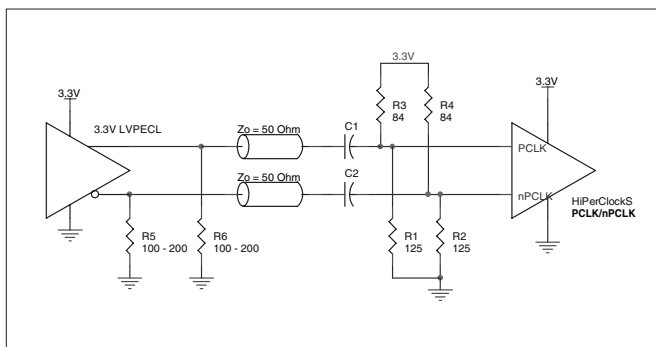 3.3V
3.3V LVPECL
R5
100 - 200
R6
100 - 200
Zo = 50 Ohm
Zo = 50 Ohm
C1
C2
3.3V
R3
84
R4
84
R1
125
R2
125
3.3V
PCLK
nPCLK
HiPerClockS
PCLK/nPCLK